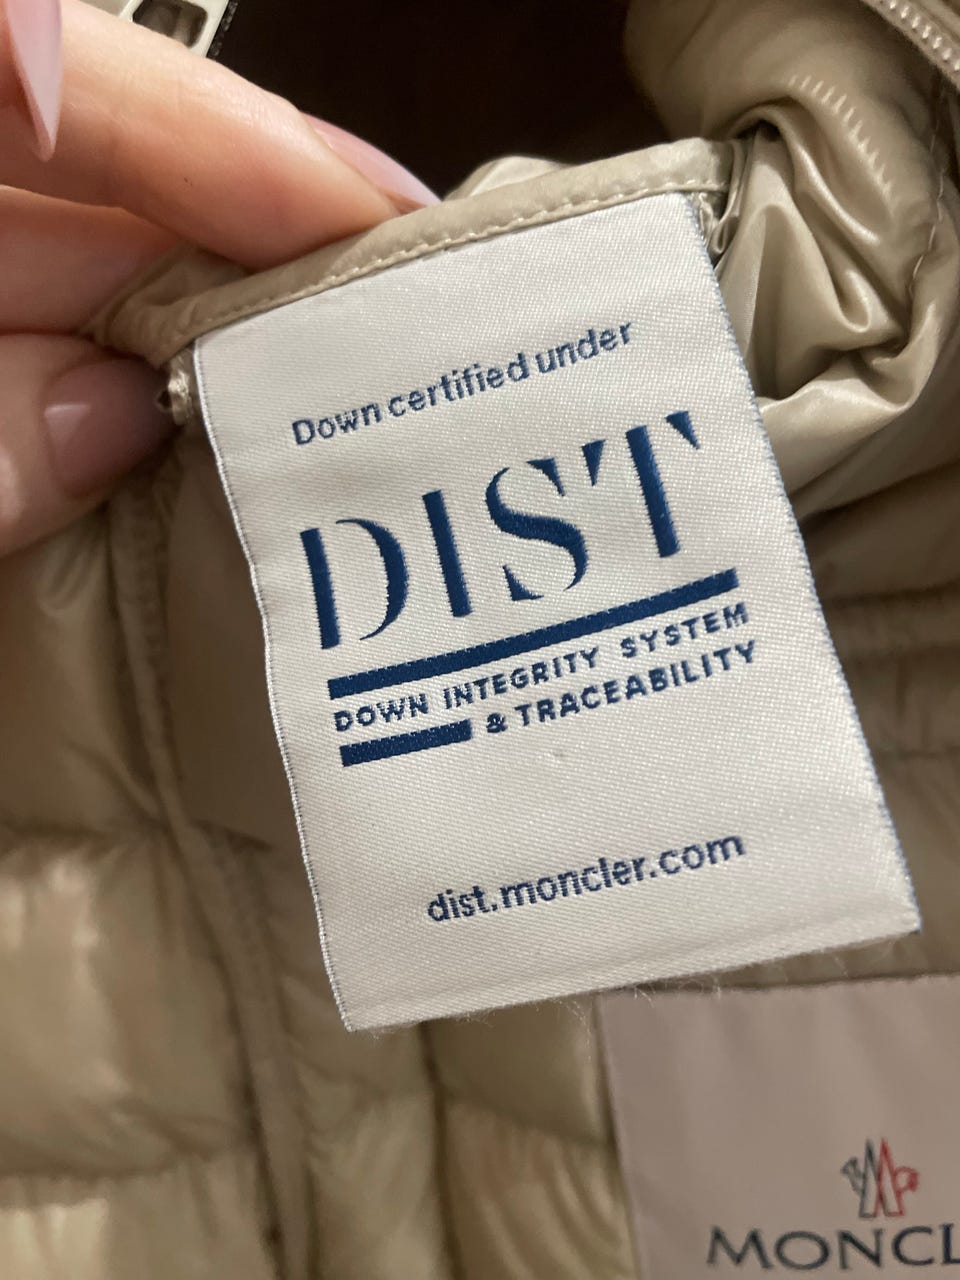 Down certified under
DIST
DOWN INTEGRITY SYSTEM
& TRACEABILITY
dist.moncler.com
MONCL